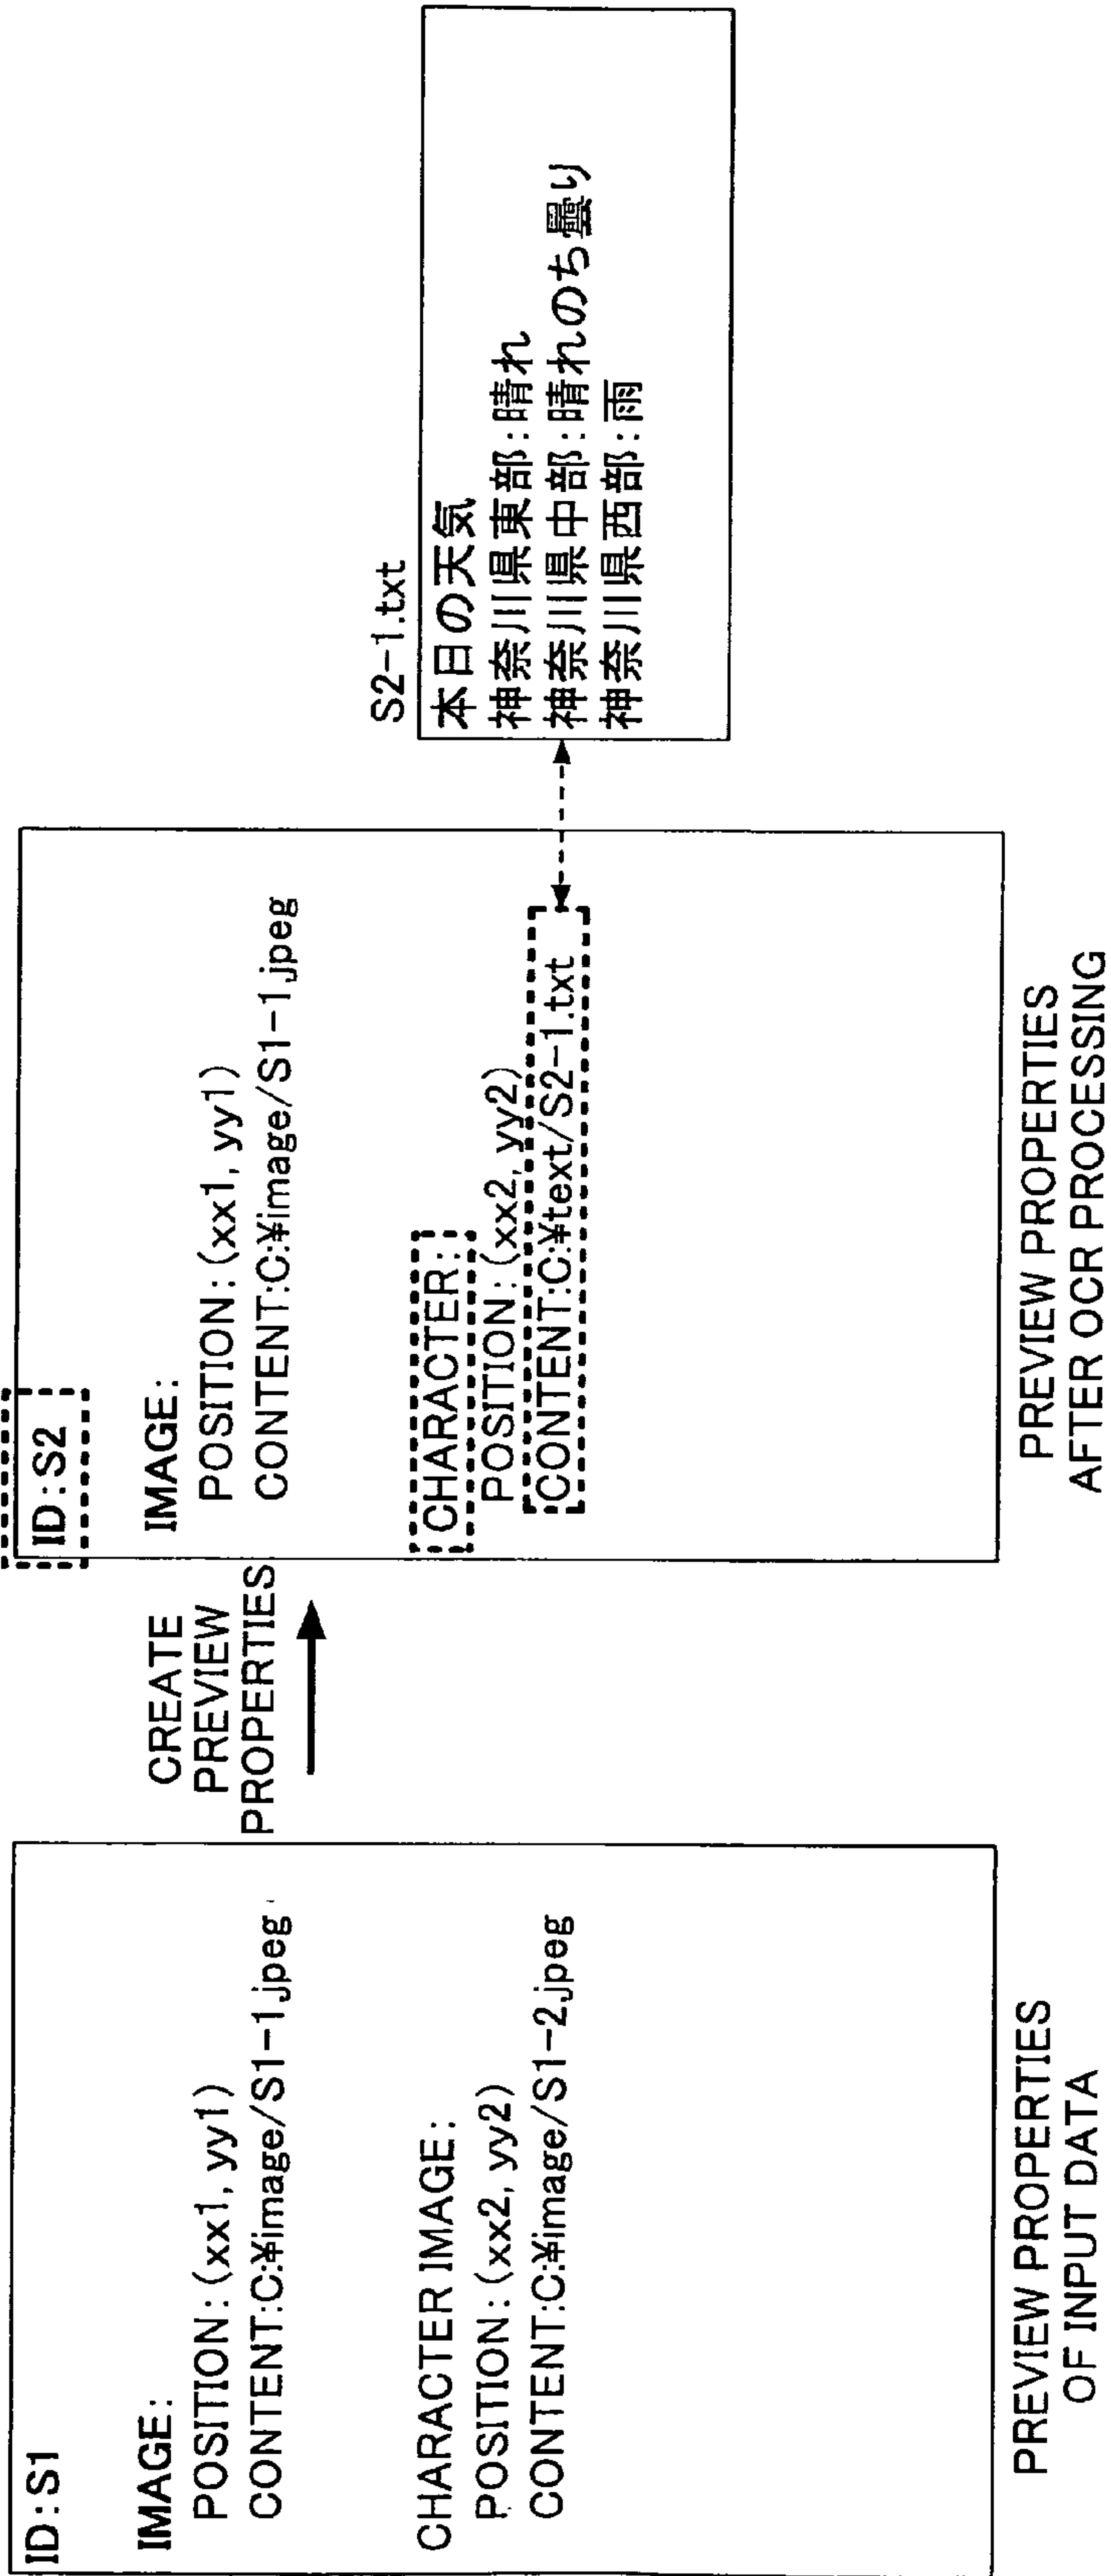 ID:S1
IMAGE:
POSITION:(xx1, yy1)
CONTENT:C:¥image/S1-1.jpeg
CHARACTER IMAGE:
POSITION:(xx2, yy2)
CONTENT:C:¥image/S1-2.jpeg
PREVIEW PROPERTIES
OF INPUT DATA
CREATE
PREVIEW
PROPERTIES
ID:S2
IMAGE:
POSITION:(xx1, yy1)
CONTENT:C:¥image/S1-1.jpeg
CHARACTER:
POSITION:(xx2, yy2)
CONTENT:C:¥text/S2-1.txt
PREVIEW PROPERTIES
AFTER OCR PROCESSING
S2-1.txt
本日の天気
神奈川県東部:晴れ
神奈川県中部:晴れのち曇り
神奈川県西部:雨